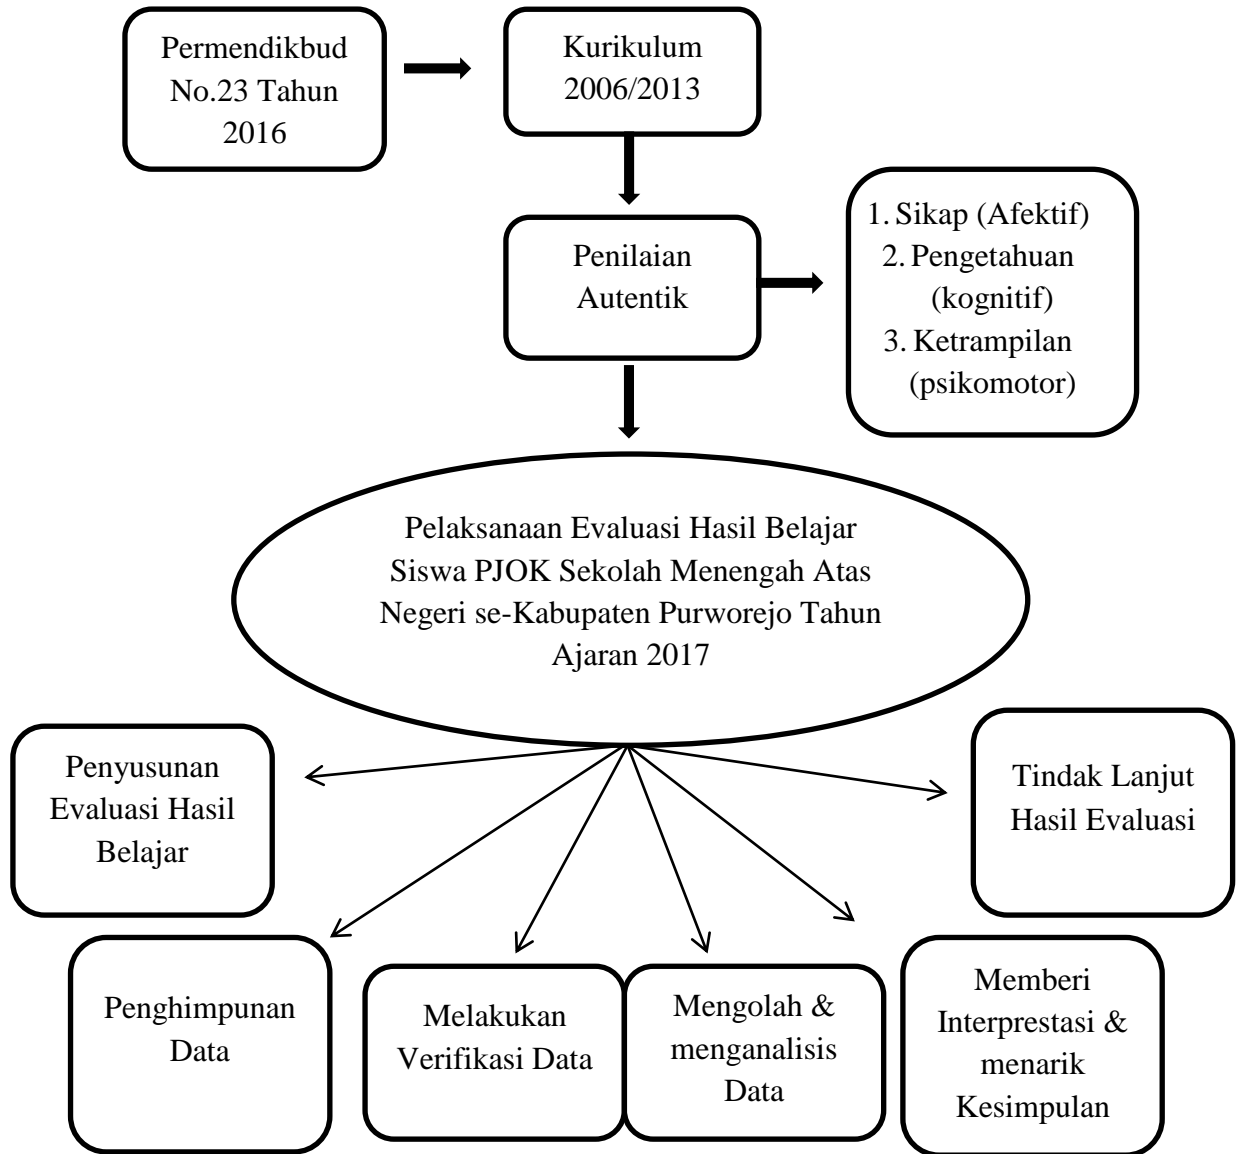 Permendikbud
No.23 Tahun
2016
Kurikulum
2006/2013
Penilaian
Autentik
1. Sikap (Afektif)
2. Pengetahuan
(kognitif)
3. Ketrampilan
(psikomotor)
Pelaksanaan Evaluasi Hasil Belajar
Siswa PJOK Sekolah Menengah Atas
Negeri se-Kabupaten Purworejo Tahun
Ajaran 2017
Penyusunan
Evaluasi Hasil
Belajar
Tindak Lanjut
Hasil Evaluasi
Penghimpunan
Data
Melakukan
Verifikasi Data
Mengolah &
menganalisis
Data
Memberi
Interprestasi &
menarik
Kesimpulan